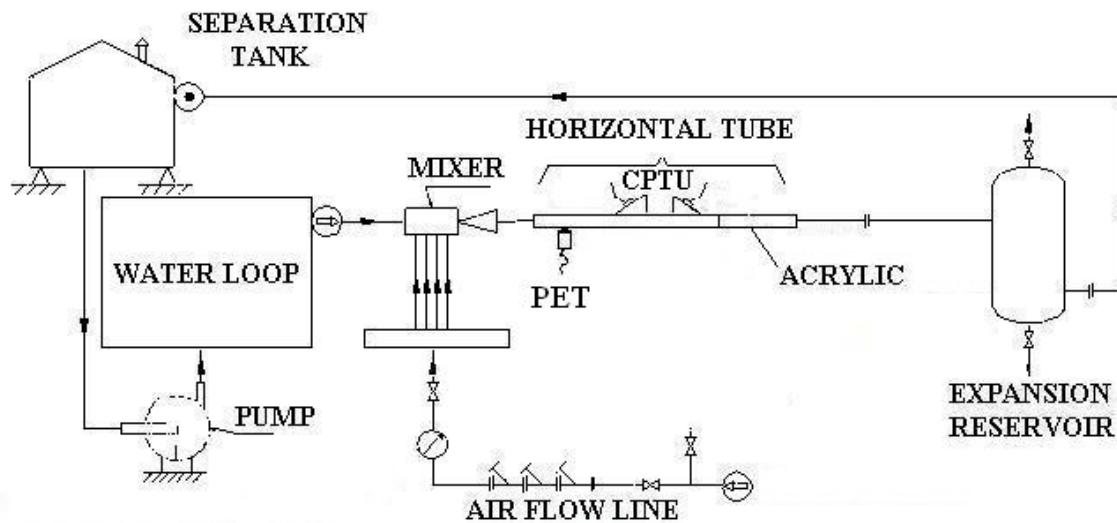 SEPARATION
TANK
HORIZONTAL TUBE
MIXER
CPTU
WATER LOOP
ACRYLIC
PET
EXPANSION
RESERVOIR
PUMP
AIR FLOW LINE